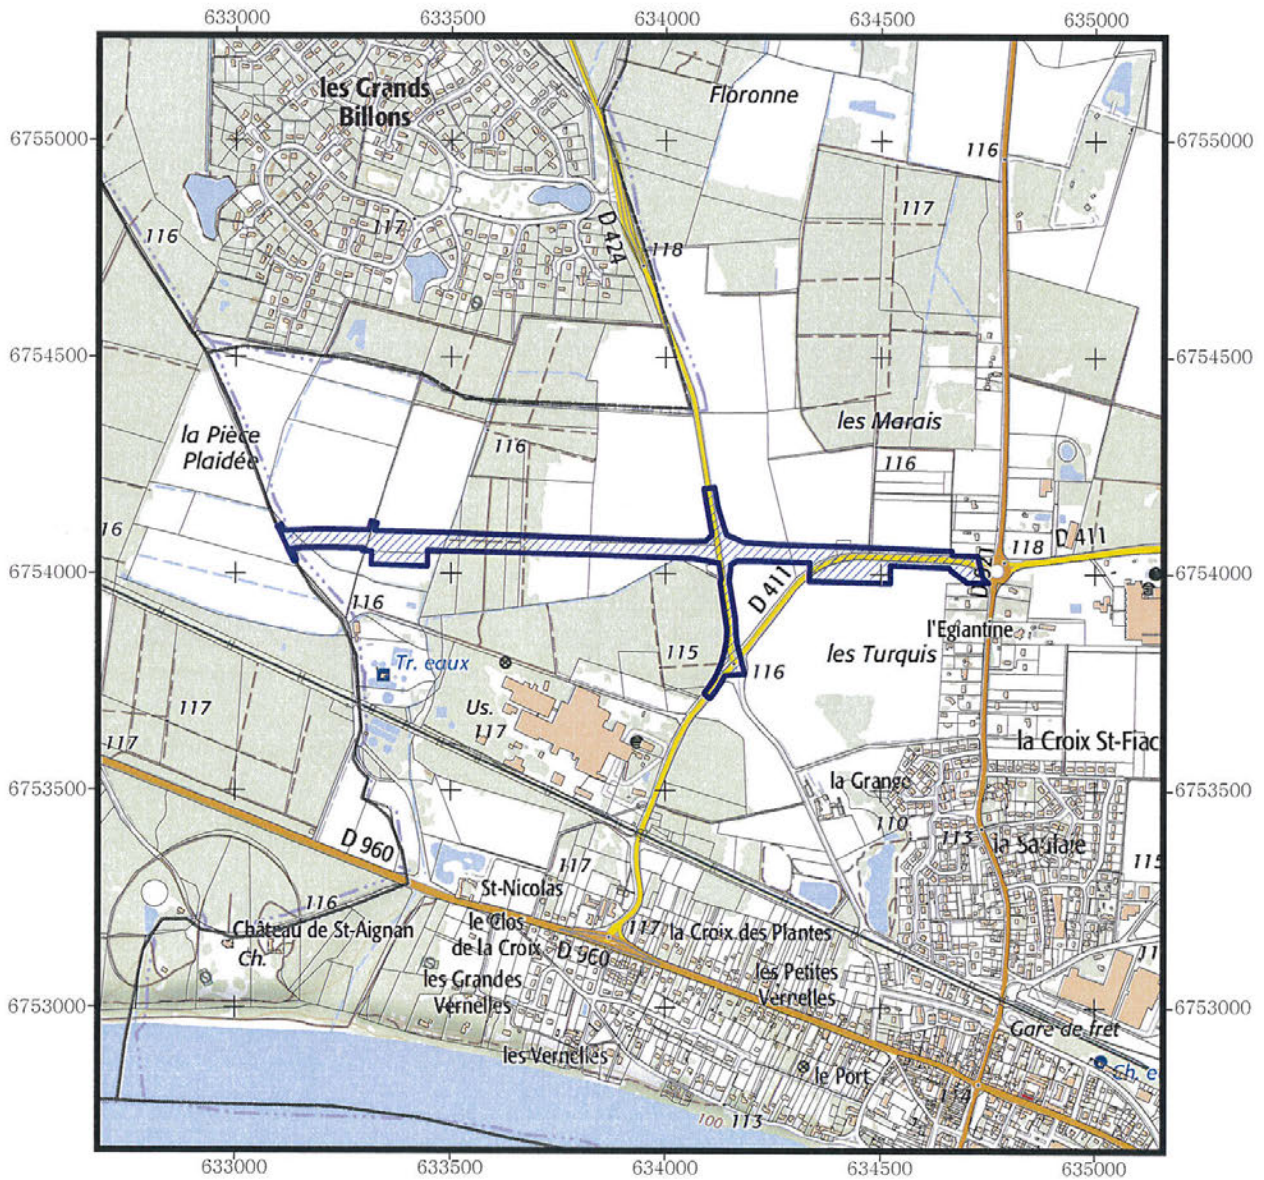 633000 633500 634000 634500 635000
les Grands
Billons
Floronne
6755000
6755000
116
117
116
117
D 424
118
6754500
6754500
la Pièce
Plaidée
les Marais
116
116
116
118
D 411
6754000
6754000
D 411
116
l'Eglantine
115
les Turquis
Tr. eaux
116
Us.
117
117
117
la Croix St-Fiac
6753500
6753500
la Grange
110
113
la Saulaie
D 960
117
115
St-Nicolas
116
Château de St-Aignan
le Clos
de la Croix
117
la Croix des Plantes
Ch.
D 960
les Grandes
Vernelles
les Petites
Vernelles
6753000
6753000
Gare de fret
les Vernelles
le Port
Ch. e
114
100
113
633000 633500 634000 634500 635000